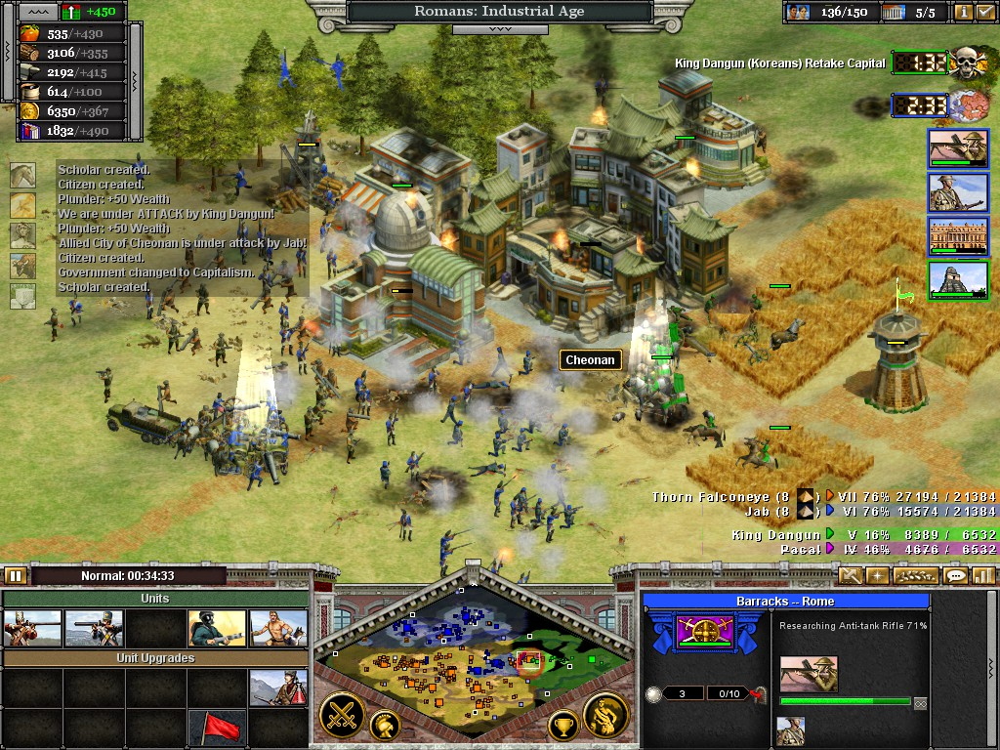 +450
Romans: Industrial Age
136/150
5/5
535/+430
3106/+355
2192/+415
614/+100
6350/+367
1832/+490
King Dangun (Koreans) Retake Capital
2:33
Scholar created.
Citizen created.
Plunder: +50 Wealth
We are under ATTACK by King Dangun!
Plunder: +50 Wealth
Allied City of Cheonan is under attack by Jab!
Citizen created.
Government changed to Capitalism.
Scholar created.
Cheonan
Thorn Falconeye (8 ) VII 76% 27194 / 21384
Jab (8 ) VI 76% 15574 / 21384
King Dangun V 16% 8389 / 6532
Pacal IV 46% 4676 / 6532
Normal: 00:34:33
Units
Unit Upgrades
Barracks -- Rome
Researching Anti-tank Rifle 71%
3
0/10